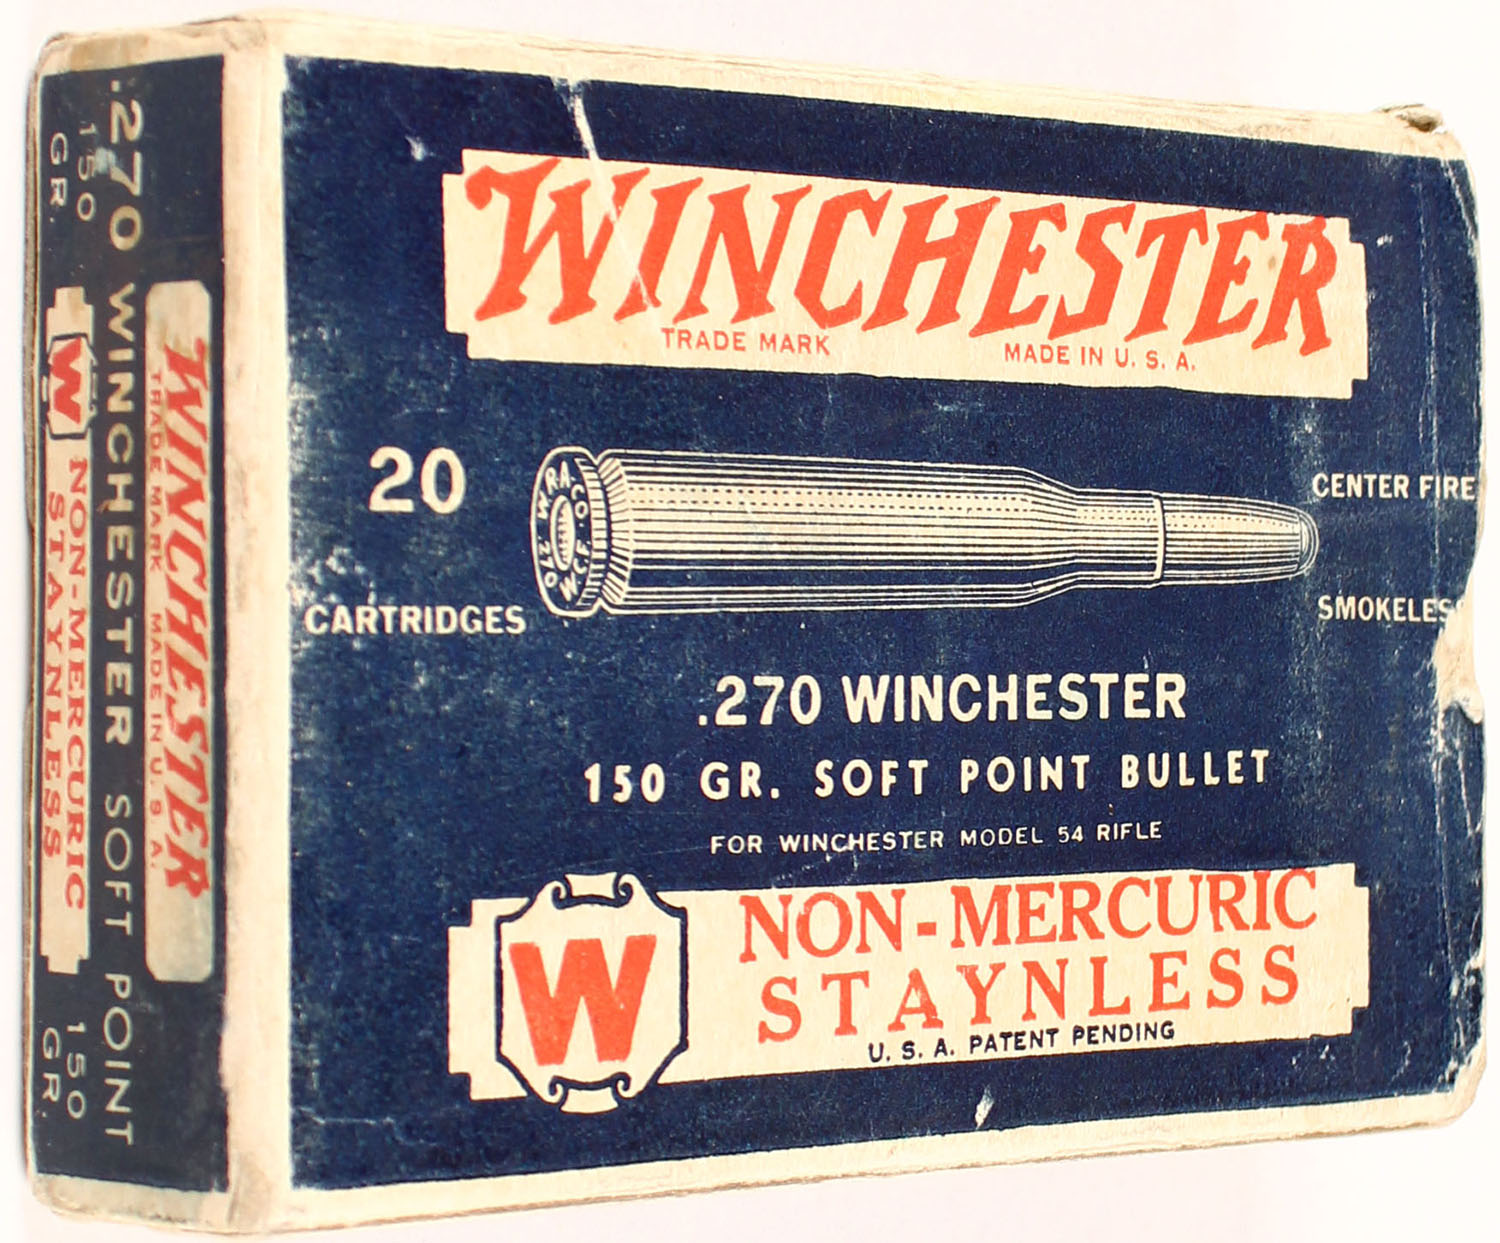 WINCHESTER
TRADE MARK MADE IN U. S. A.
20
CARTRIDGES
W.R.A.CO.
.270 W.C.F.
CENTER FIRE
SMOKELES
.270 WINCHESTER
150 GR. SOFT POINT BULLET
FOR WINCHESTER MODEL 54 RIFLE
W
NON-MERCURIC
STAYNLESS
U. S. A. PATENT PENDING
WINCHESTER
TRADE MARK MADE IN U. S. A.
.270 WINCHESTER SOFT POINT
150
GR.
W
NON-MERCURIC
STAYNLESS
150
GR.